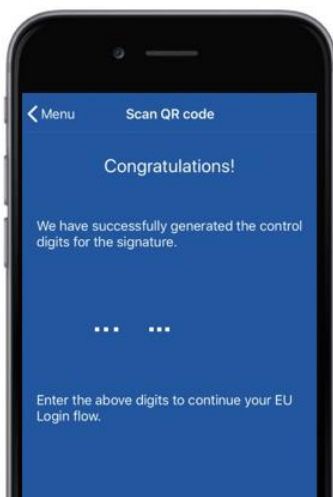 Menu
Scan QR code
Congratulations!
We have successfully generated the control
digits for the signature.
... ...
Enter the above digits to continue your EU
Login flow.